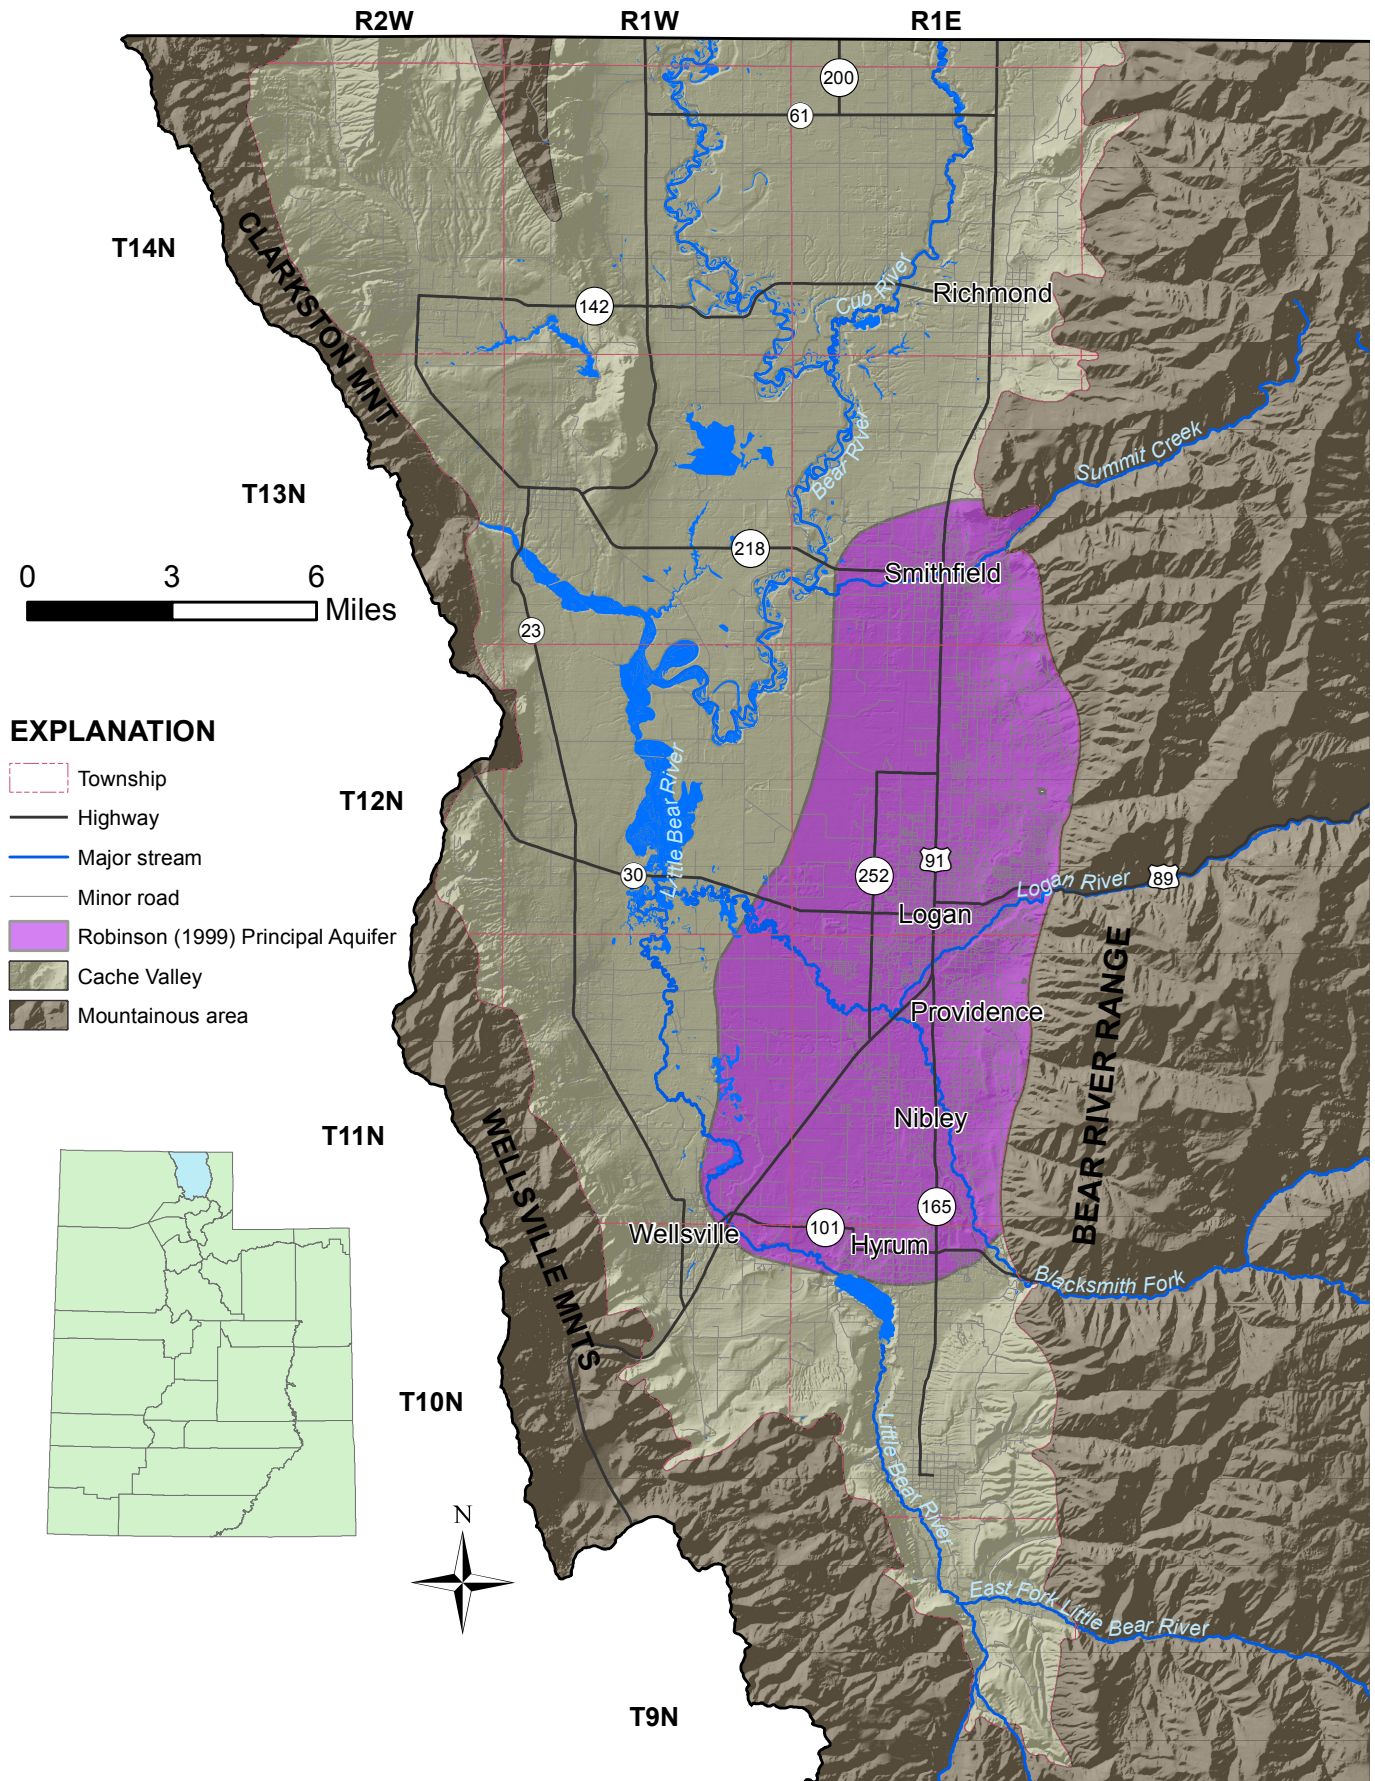 R2W
R1W
R1E
200
61
T14N
CLARKSTON MNT
Cub River
Richmond
142
Summit Creek
Bear River
T13N
218
Smithfield
0 3 6
Miles
23
EXPLANATION
Township
Highway
Major stream
Minor road
Robinson (1999) Principal Aquifer
Cache Valley
Mountainous area
T12N
Little Bear River
30
252
91
89
Logan River
Logan
Providence
BEAR RIVER RANGE
Nibley
T11N
WELLSVILLE MNTS
165
Wellsville
101
Hyrum
Blacksmith Fork
T10N
Little Bear River
N
East Fork Little Bear River
T9N